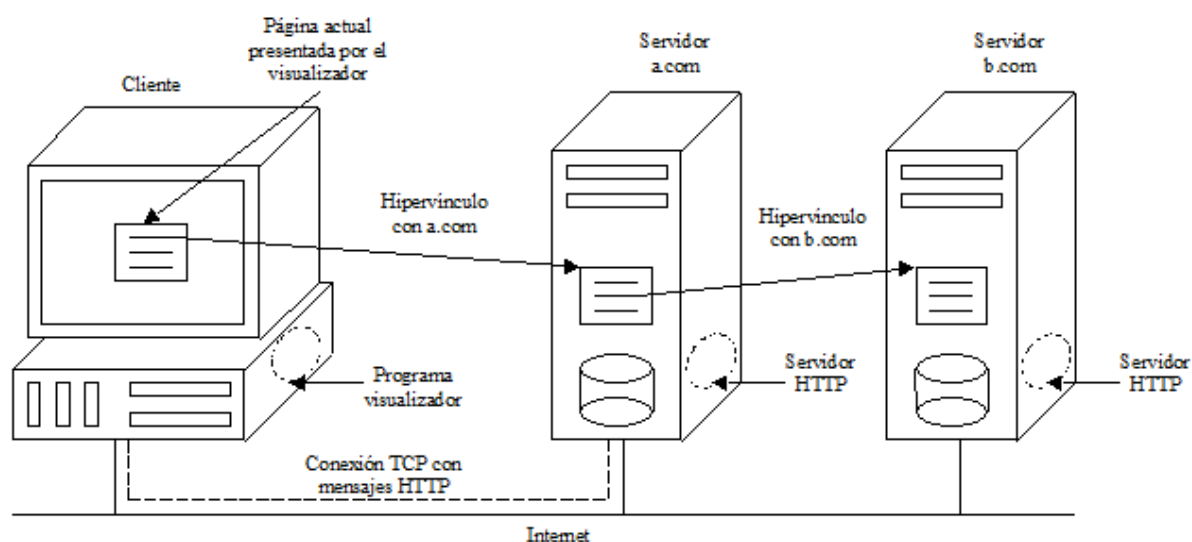 Página actual
presentada por el
visualizador
Cliente
Servidor
a.com
Servidor
b.com
Hipervínculo
con a.com
Hipervínculo
con b.com
Programa
visualizador
Servidor
HTTP
Servidor
HTTP
Conexión TCP con
mensajes HTTP
Internet